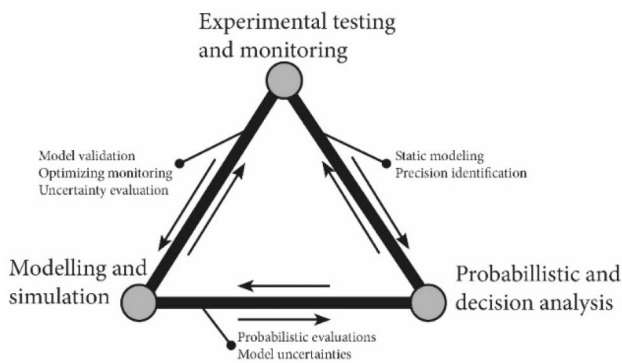 Experimental testing
and monitoring
Model validation
Optimizing monitoring
Uncertainty evaluation
Static modeling
Precision identification
Modelling and
simulation
Probabillistic and
decision analysis
Probabilistic evaluations
Model uncertainties